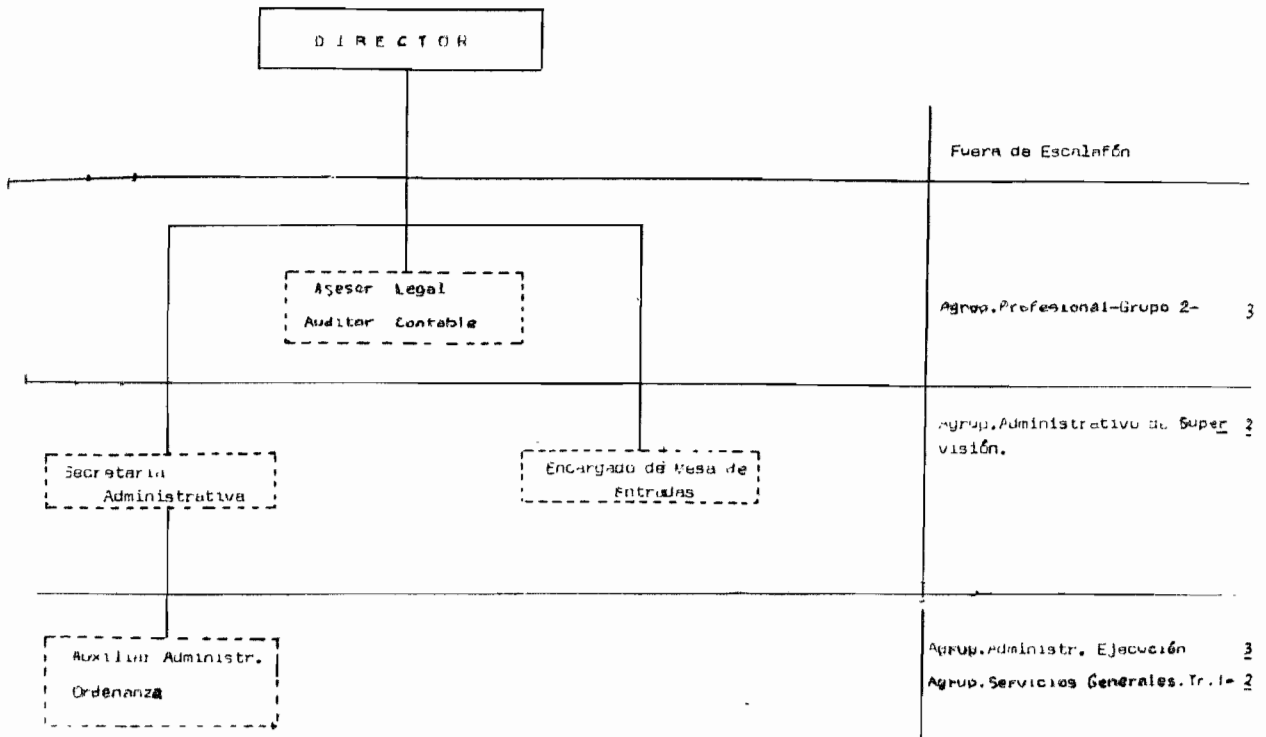 DIRECTOR
Fuera de Escalafón
Asesor Legal
Auditor Contable
Agrup.Profesional-Grupo 2- 3
Agrup.Administrativo de Super 2
visión.
Secretaria
Administrativa
Encargado de Mesa de
Entradas
Auxiliar Administr.
Ordenanza
Agrup.Administr. Ejecución 3
Agrup.Servicios Generales.Tr.1- 2